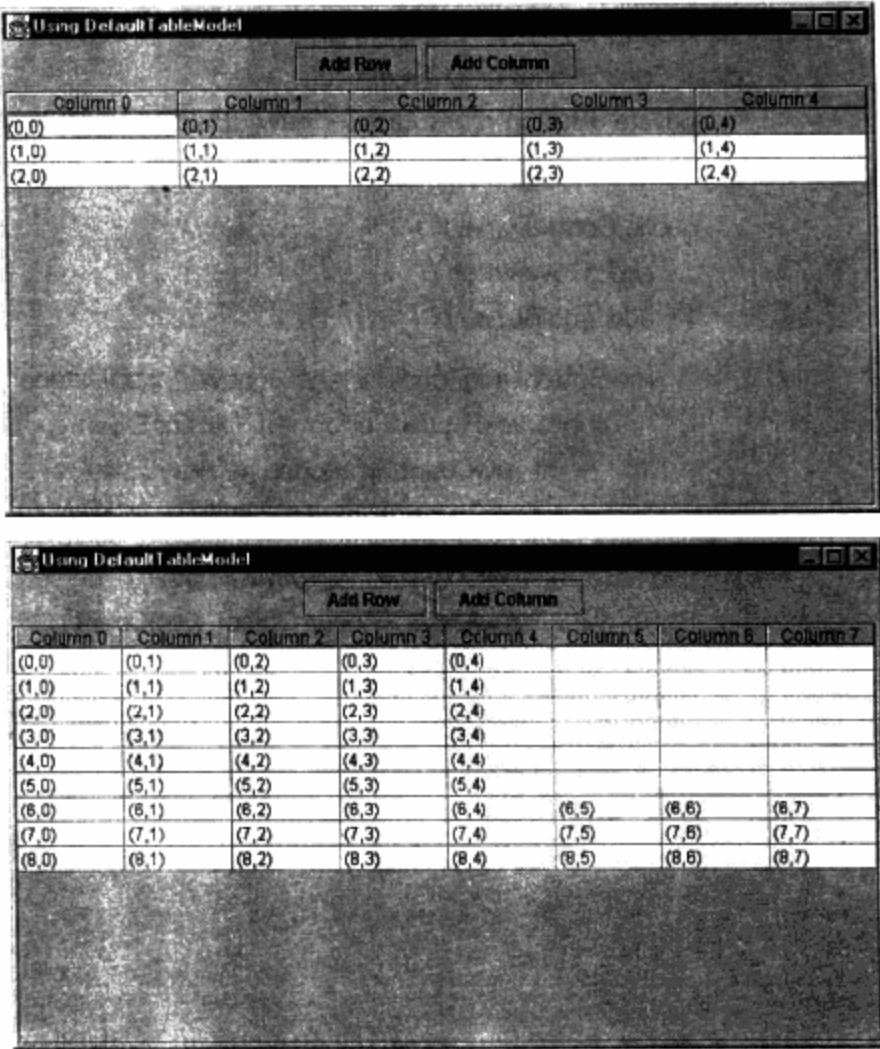 Using DefaultTableModel
Add Row Add Column
Column 0 Column 1 Column 2 Column 3 Column 4
(0,0) (0,1) (0,2) (0,3) (0,4)
(1,0) (1,1) (1,2) (1,3) (1,4)
(2,0) (2,1) (2,2) (2,3) (2,4)
Using DefaultTableModel
Add Row Add Column
Column 0 Column 1 Column 2 Column 3 Column 4 Column 5 Column 6 Column 7
(0,0) (0,1) (0,2) (0,3) (0,4)
(1,0) (1,1) (1,2) (1,3) (1,4)
(2,0) (2,1) (2,2) (2,3) (2,4)
(3,0) (3,1) (3,2) (3,3) (3,4)
(4,0) (4,1) (4,2) (4,3) (4,4)
(5,0) (5,1) (5,2) (5,3) (5,4)
(6,0) (6,1) (6,2) (6,3) (6,4) (6,5) (6,6) (6,7)
(7,0) (7,1) (7,2) (7,3) (7,4) (7,5) (7,6) (7,7)
(8,0) (8,1) (8,2) (8,3) (8,4) (8,5) (8,6) (8,7)